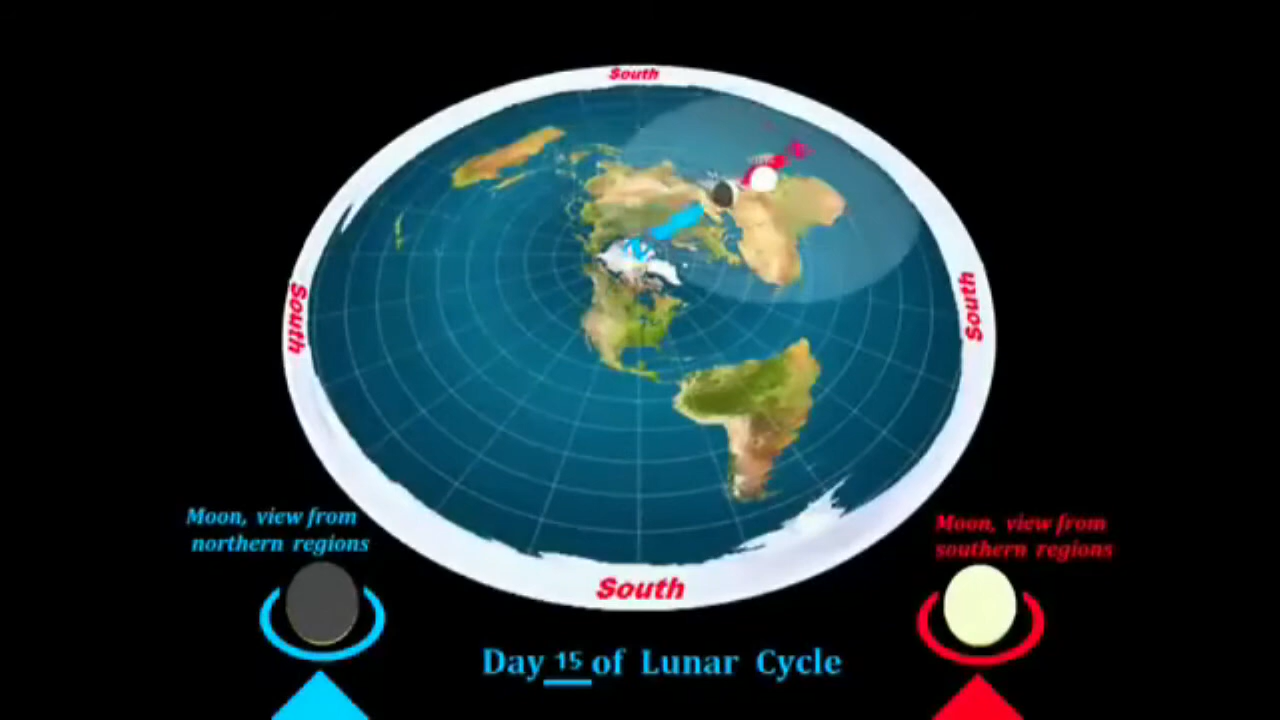 South
South
South
Moon, view from
northern regions
Moon, view from
southern regions
South
Day 15 of Lunar Cycle